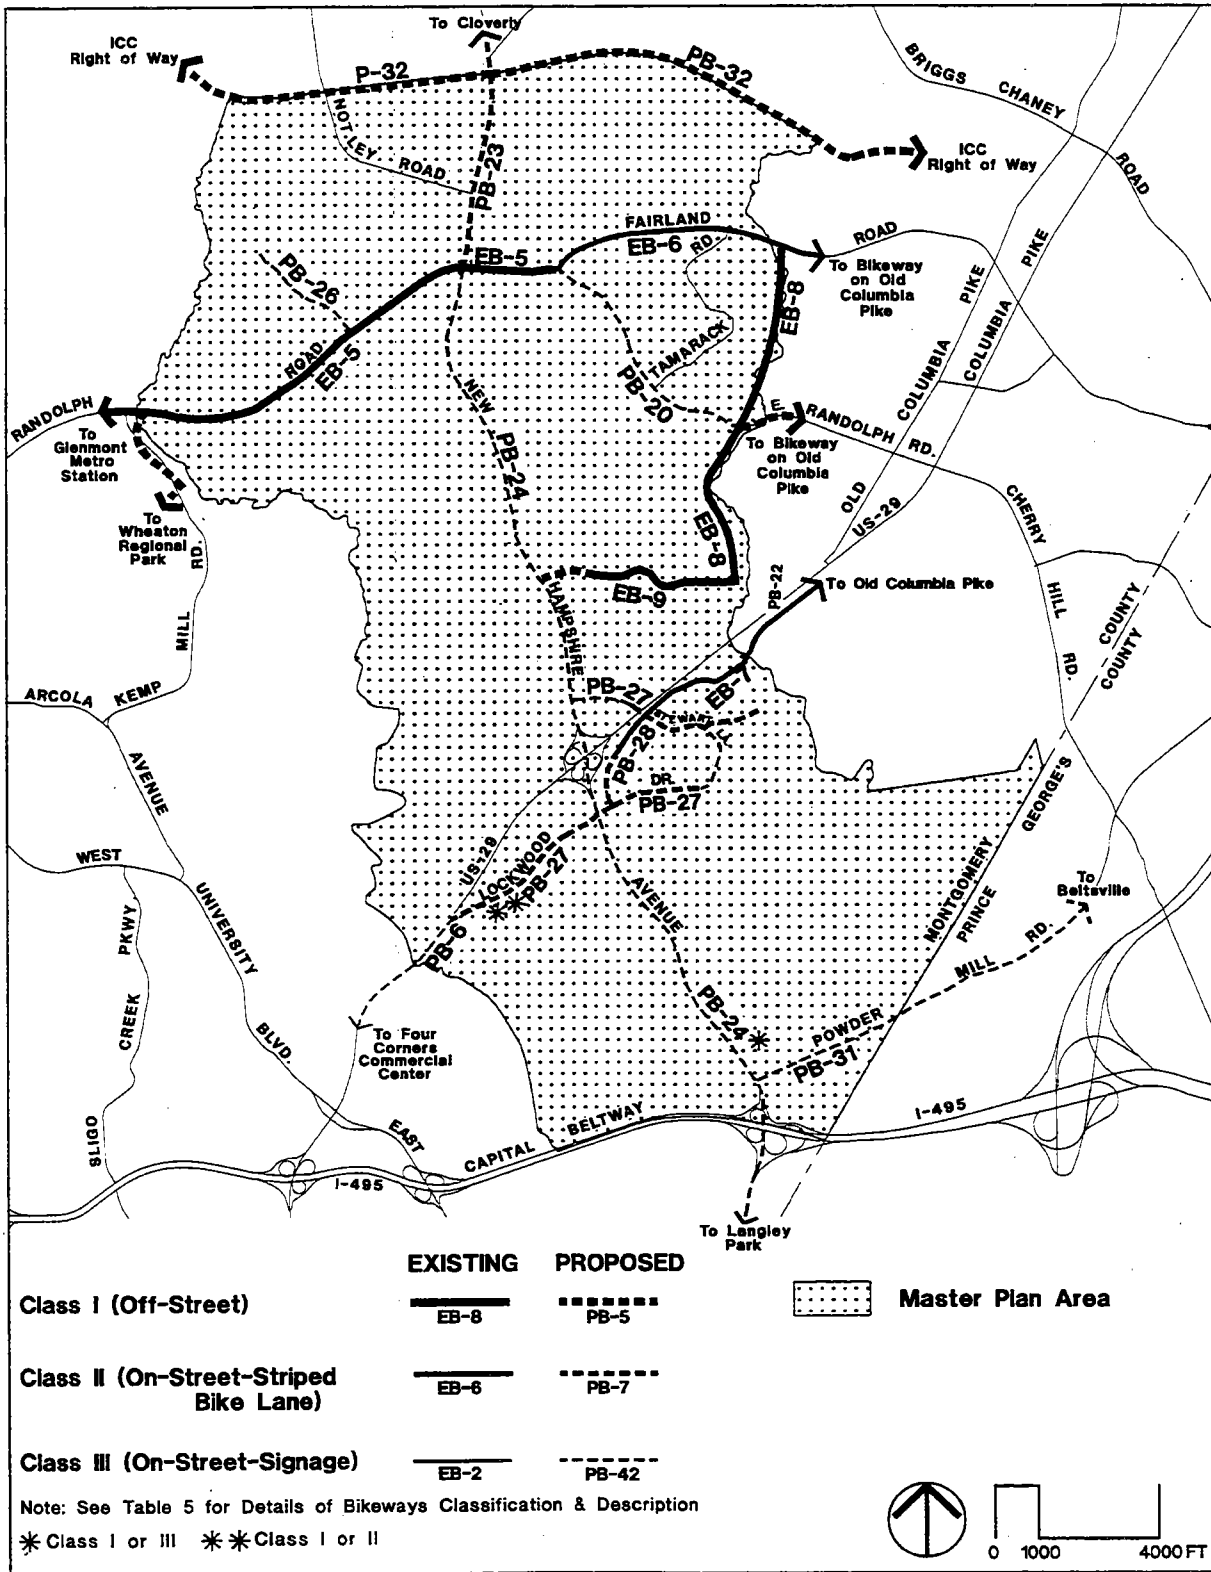 To Cloverly
ICC
Right of Way
P-32
PB-32
BRIGGS
CHANEY
ROAD
NOTLEY
ROAD
PB-23
ICC
Right of Way
FAIRLAND
RD.
ROAD
EB-5
EB-6
PB-26
To Bikeway
on Old
Columbia
Pike
EB-8
PIKE
PIKE
COLUMBIA
COLUMBIA
ROAD
EB-5
TAMARACK
NEW
PB-20
RANDOLPH
E.
RANDOLPH RD.
To
Glenmont
Metro
Station
To Bikeway
on Old
Columbia
Pike
PB-24
OLD
US-29
CHERRY
To
Wheaton
Regional
Park
RD.
EB-8
PB-22
To Old Columbia Pike
EB-9
HAMPSHIRE
HILL
RD.
COUNTY
COUNTY
MILL
KEMP
ARCOLA
PB-27
EB-
STEWART
LA.
PB-28
AVENUE
DR.
PB-27
GEORGE'S
MONTGOMERY
PRINCE
WEST
US-29
LOCKWOOD
PB-27
AVENUE
To
Beltsville
UNIVERSITY
PKWY
PB-6
RD.
MILL
CREEK
BLVD.
PB-24
POWDER
PB-31
To Four
Corners
Commercial
Center
SLIGO
EAST
CAPITAL
BELTWAY
I-495
I-495
To Langley
Park
EXISTING PROPOSED
Class I (Off-Street)
EB-8
PB-5
Master Plan Area
Class II (On-Street-Striped
Bike Lane)
EB-6
PB-7
Class III (On-Street-Signage)
EB-2
PB-42
Note: See Table 5 for Details of Bikeways Classification & Description
* Class I or III ** Class I or II
0 1000 4000 FT